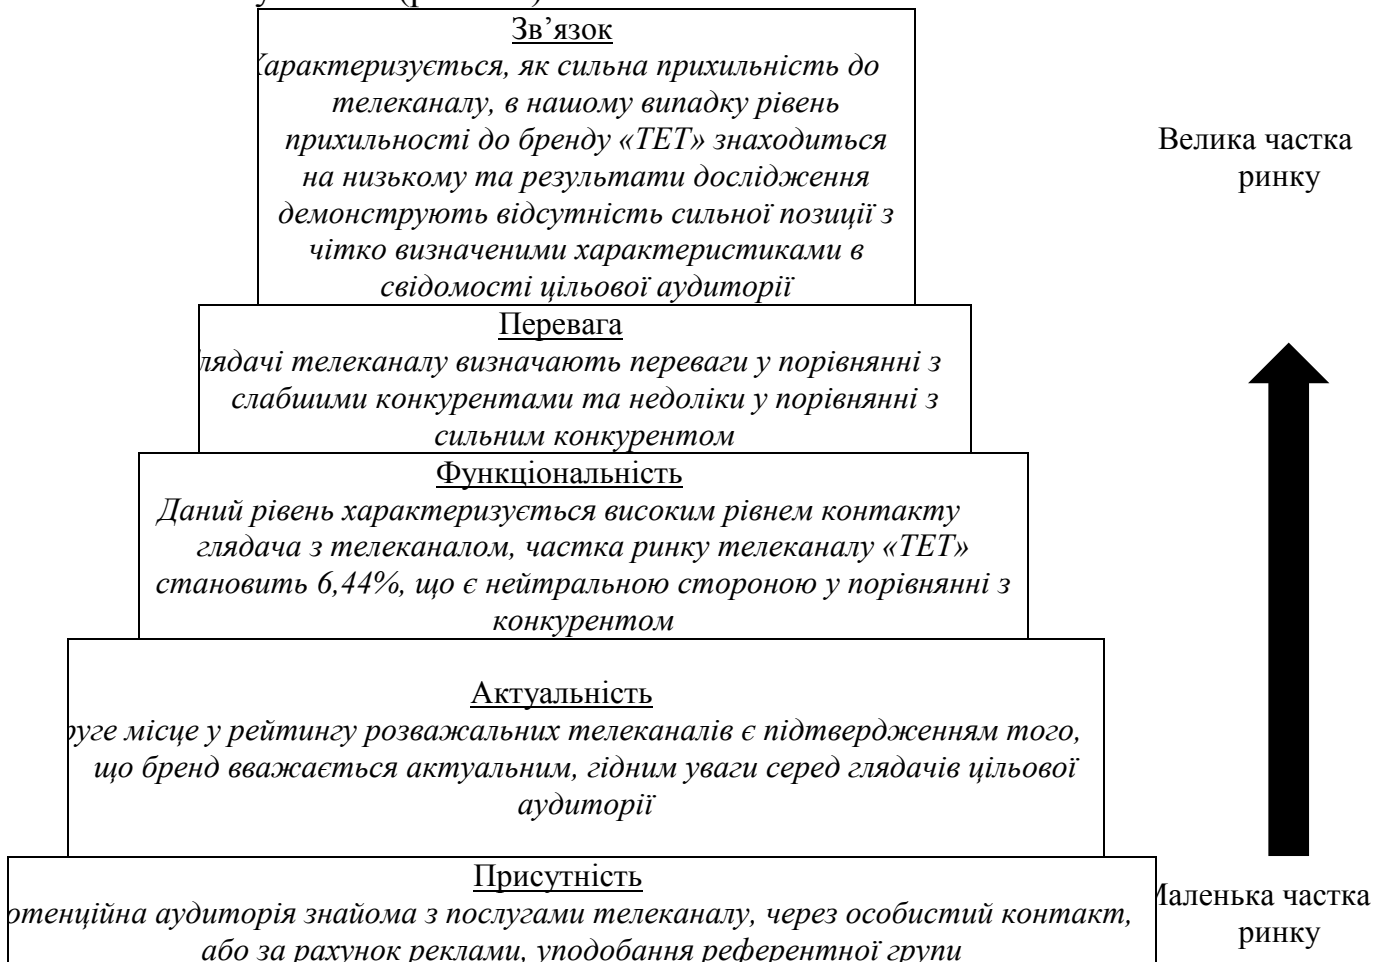 Зв’язок
Характеризується, як сильна прихильність до
телеканалу, в нашому випадку рівень
прихильності до бренду «ТЕТ» знаходиться
на низькому та результати дослідження
демонструють відсутність сильної позиції з
чітко визначеними характеристиками в
свідомості цільової аудиторії
Велика частка
ринку
Перевага
лядачі телеканалу визначають переваги у порівнянні з
слабшими конкурентами та недоліки у порівнянні з
сильним конкурентом
Функціональність
Даний рівень характеризується високим рівнем контакту
глядача з телеканалом, частка ринку телеканалу «ТЕТ»
становить 6,44%, що є нейтральною стороною у порівнянні з
конкурентом
Актуальність
руге місце у рейтингу розважальних телеканалів є підтвердженням того,
що бренд вважається актуальним, гідним уваги серед глядачів цільової
аудиторії
Присутність
отенційна аудиторія знайома з послугами телеканалу, через особистий контакт,
або за рахунок реклами, уподобання референтної групи
Маленька частка
ринку